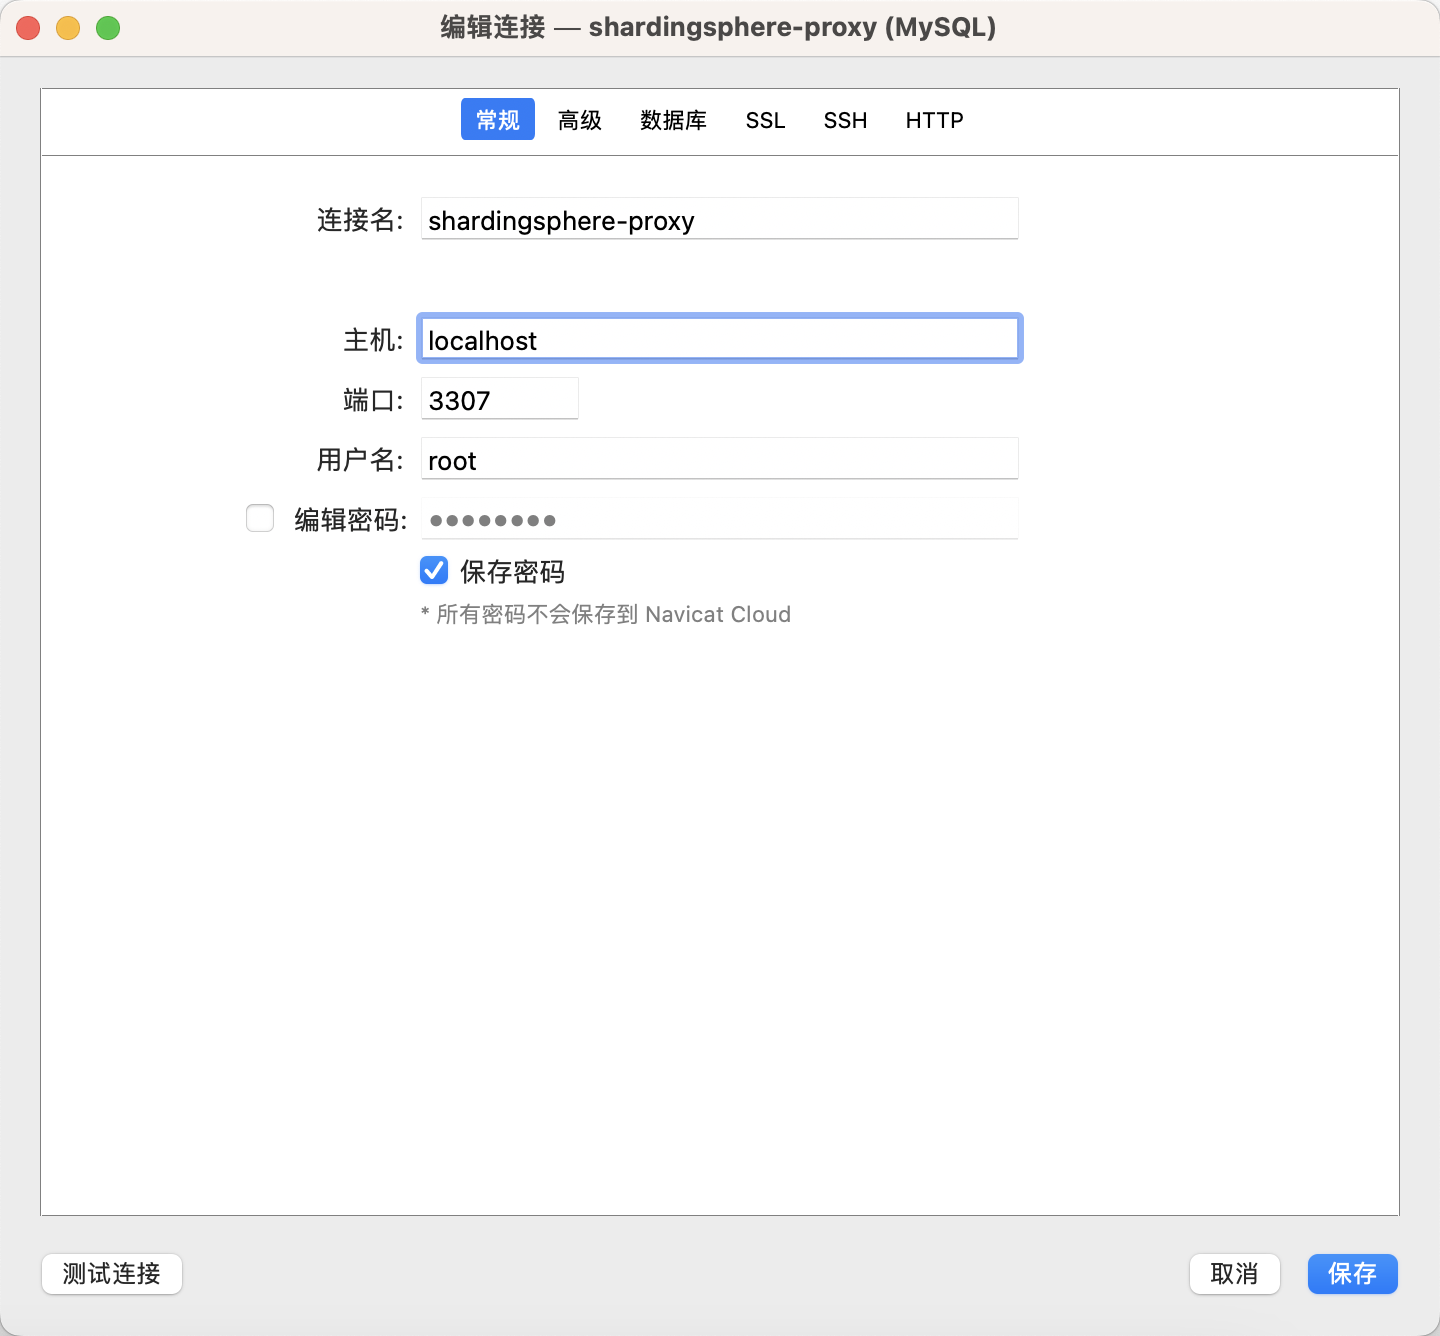 编辑连接 — shardingsphere-proxy (MySQL)
常规 高级 数据库 SSL SSH HTTP
连接名: shardingsphere-proxy
主机: localhost
端口: 3307
用户名: root
编辑密码: ••••••••
保存密码
* 所有密码不会保存到 Navicat Cloud
测试连接 取消 保存